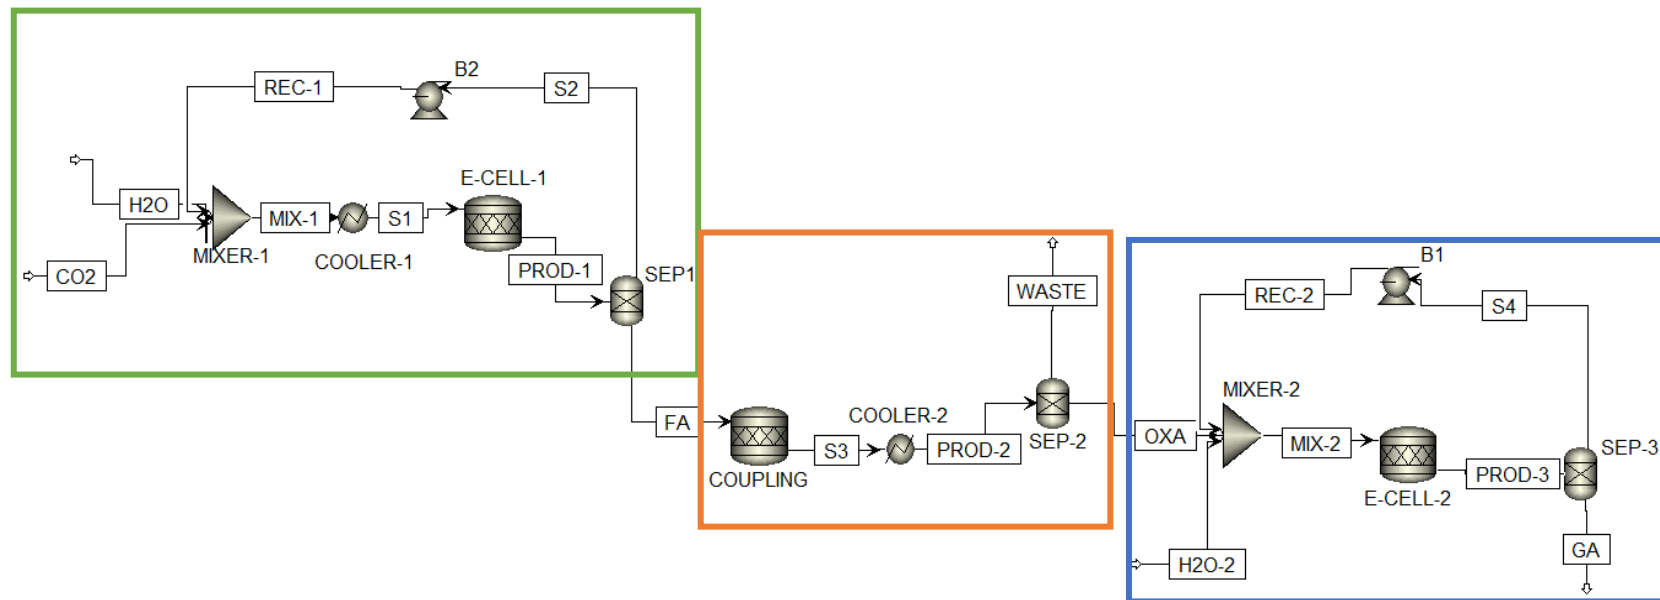 B2
REC-1
S2
E-CELL-1
H2O
MIX-1
S1
MIXER-1
COOLER-1
CO2
PROD-1
SEP1
FA
COUPLING
S3
COOLER-2
PROD-2
WASTE
SEP-2
B1
REC-2
S4
MIXER-2
OXA
MIX-2
E-CELL-2
PROD-3
SEP-3
H2O-2
GA